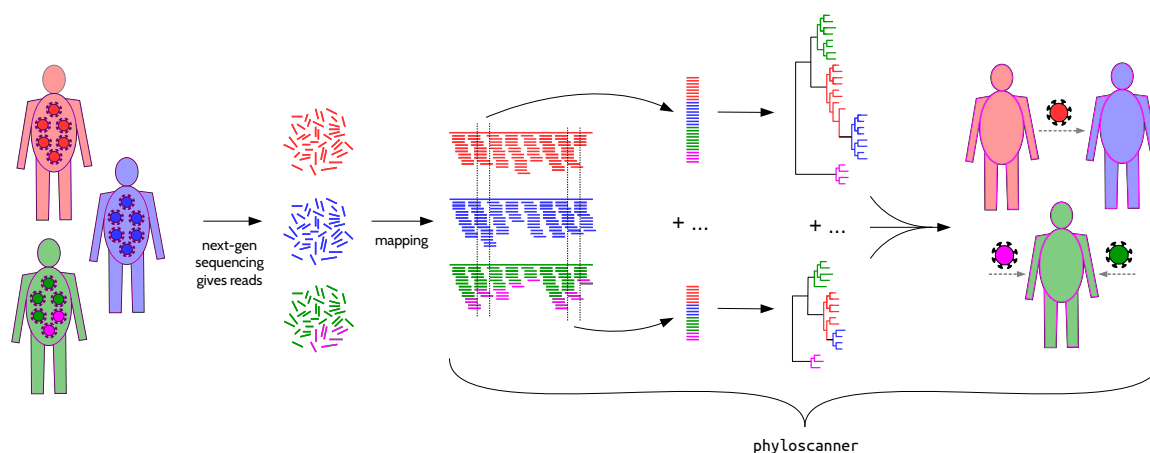 next-gen
sequencing
gives reads
mapping
+ ...
+ ...
phyloscanner